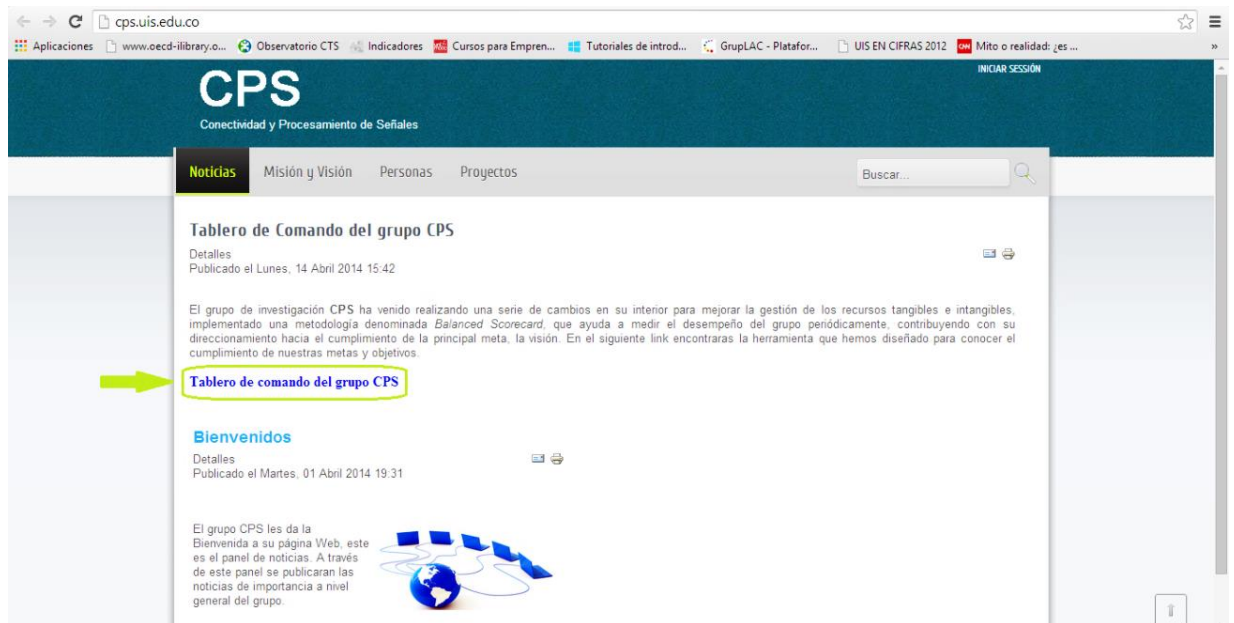 cps.uis.edu.co
Aplicaciones www.oecd-ilibrary.o... Observatorio CTS Indicadores Cursos para Empren... Tutoriales de introd... GrupLAC - Platafor... UIS EN CIFRAS 2012 Mito o realidad: ¿es ... »
INICIAR SESSIÓN
CPS
Conectividad y Procesamiento de Señales
Noticias Misión y Visión Personas Proyectos Buscar...
Tablero de Comando del grupo CPS
Detalles
Publicado el Lunes, 14 Abril 2014 15:42
El grupo de investigación CPS ha venido realizando una serie de cambios en su interior para mejorar la gestión de los recursos tangibles e intangibles,
implementado una metodología denominada Balanced Scorecard, que ayuda a medir el desempeño del grupo periódicamente, contribuyendo con su
direccionamiento hacia el cumplimiento de la principal meta, la visión. En el siguiente link encontraras la herramienta que hemos diseñado para conocer el
cumplimiento de nuestras metas y objetivos.
Tablero de comando del grupo CPS
Bienvenidos
Detalles
Publicado el Martes, 01 Abril 2014 19:31
El grupo CPS les da la
Bienvenida a su página Web, este
es el panel de noticias. A través
de este panel se publicaran las
noticias de importancia a nivel
general del grupo.